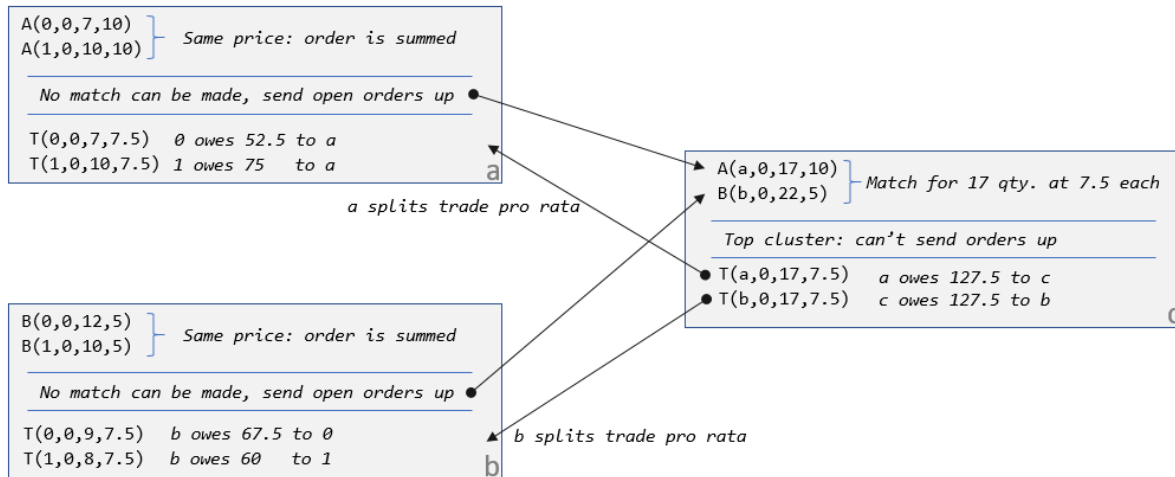 A(0,0,7,10)
A(1,0,10,10)
Same price: order is summed
No match can be made, send open orders up
T(0,0,7,7.5) 0 owes 52.5 to a
T(1,0,10,7.5) 1 owes 75 to a
a
a splits trade pro rata
A(a,0,17,10)
B(b,0,22,5)
Match for 17 qty. at 7.5 each
Top cluster: can't send orders up
T(a,0,17,7.5) a owes 127.5 to c
T(b,0,17,7.5) c owes 127.5 to b
B(0,0,12,5)
B(1,0,10,5)
Same price: order is summed
No match can be made, send open orders up
T(0,0,9,7.5) b owes 67.5 to 0
T(1,0,8,7.5) b owes 60 to 1
b
b splits trade pro rata